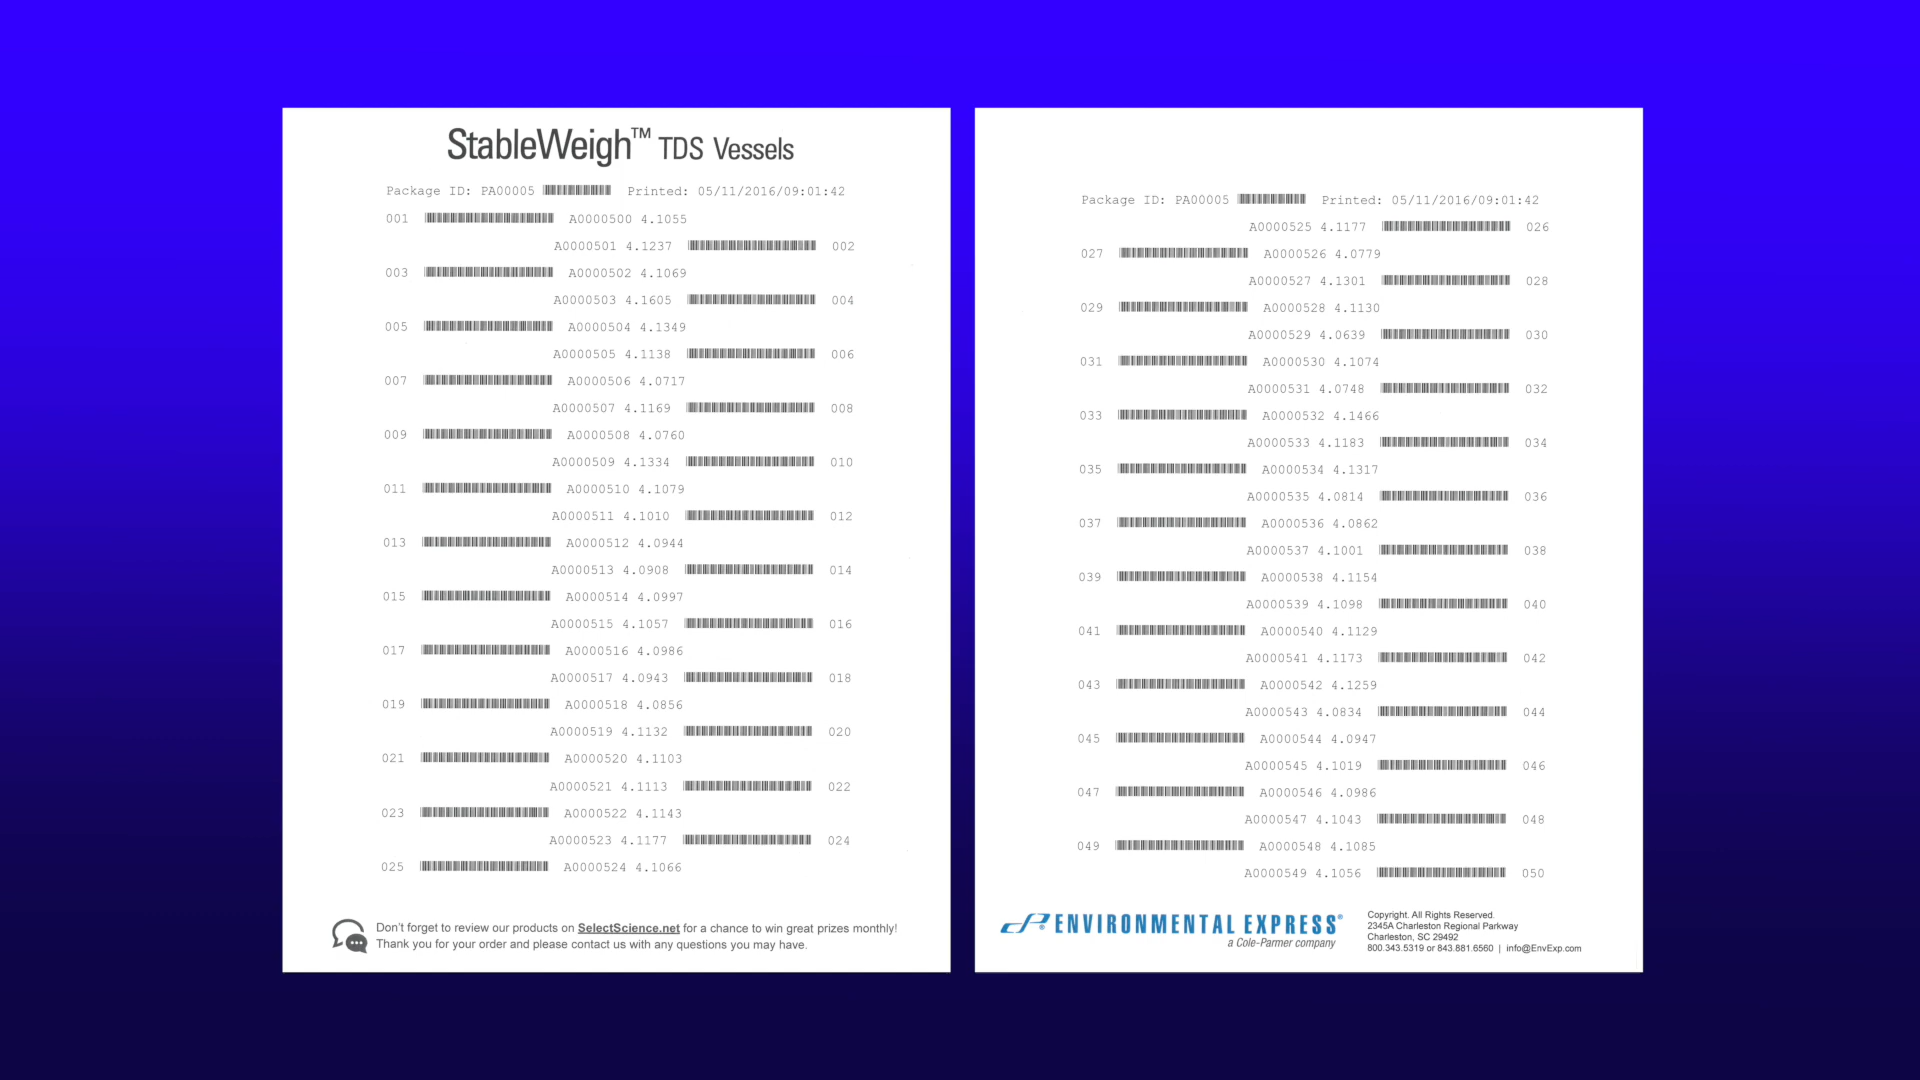 StableWeigh™ TDS Vessels
Package ID: PA00005 Printed: 05/11/2016/09:01:42
001 A0000500 4.1055
A0000501 4.1237 002
003 A0000502 4.1069
A0000503 4.1605 004
005 A0000504 4.1349
A0000505 4.1138 006
007 A0000506 4.0717
A0000507 4.1169 008
009 A0000508 4.0760
A0000509 4.1334 010
011 A0000510 4.1079
A0000511 4.1010 012
013 A0000512 4.0944
A0000513 4.0908 014
015 A0000514 4.0997
A0000515 4.1057 016
017 A0000516 4.0986
A0000517 4.0943 018
019 A0000518 4.0856
A0000519 4.1132 020
021 A0000520 4.1103
A0000521 4.1113 022
023 A0000522 4.1143
A0000523 4.1177 024
025 A0000524 4.1066
Don't forget to review our products on SelectScience.net for a chance to win great prizes monthly!
Thank you for your order and please contact us with any questions you may have.
Package ID: PA00005 Printed: 05/11/2016/09:01:42
A0000525 4.1177 026
027 A0000526 4.0779
A0000527 4.1301 028
029 A0000528 4.1130
A0000529 4.0639 030
031 A0000530 4.1074
A0000531 4.0748 032
033 A0000532 4.1466
A0000533 4.1183 034
035 A0000534 4.1317
A0000535 4.0814 036
037 A0000536 4.0862
A0000537 4.1001 038
039 A0000538 4.1154
A0000539 4.1098 040
041 A0000540 4.1129
A0000541 4.1173 042
043 A0000542 4.1259
A0000543 4.0834 044
045 A0000544 4.0947
A0000545 4.1019 046
047 A0000546 4.0986
A0000547 4.1043 048
049 A0000548 4.1085
A0000549 4.1056 050
ENVIRONMENTAL EXPRESS®
a Cole-Parmer company
Copyright. All Rights Reserved.
2345A Charleston Regional Parkway
Charleston, SC 29492
800.343.5319 or 843.881.6560 | info@EnvExp.com